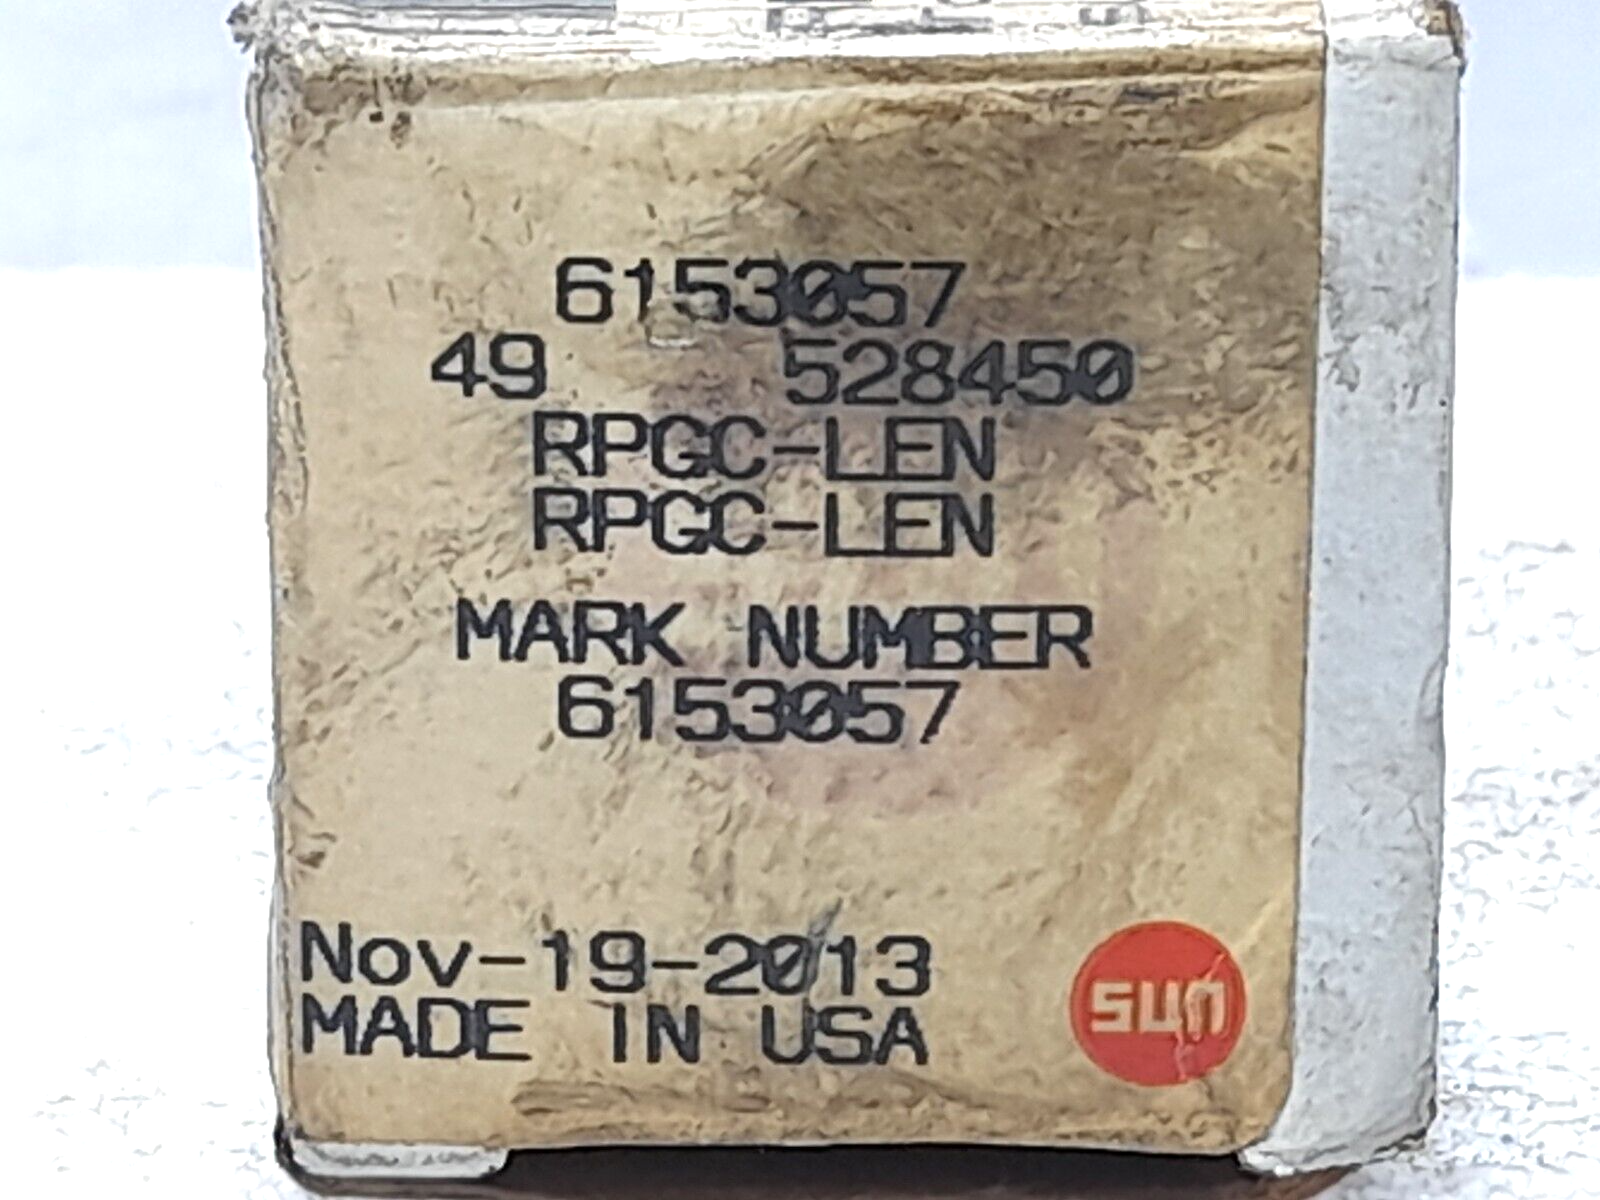 6153057
49 528450
RPGC-LEN
RPGC-LEN
MARK NUMBER
6153057
Nov-19-2013
MADE IN USA
sun